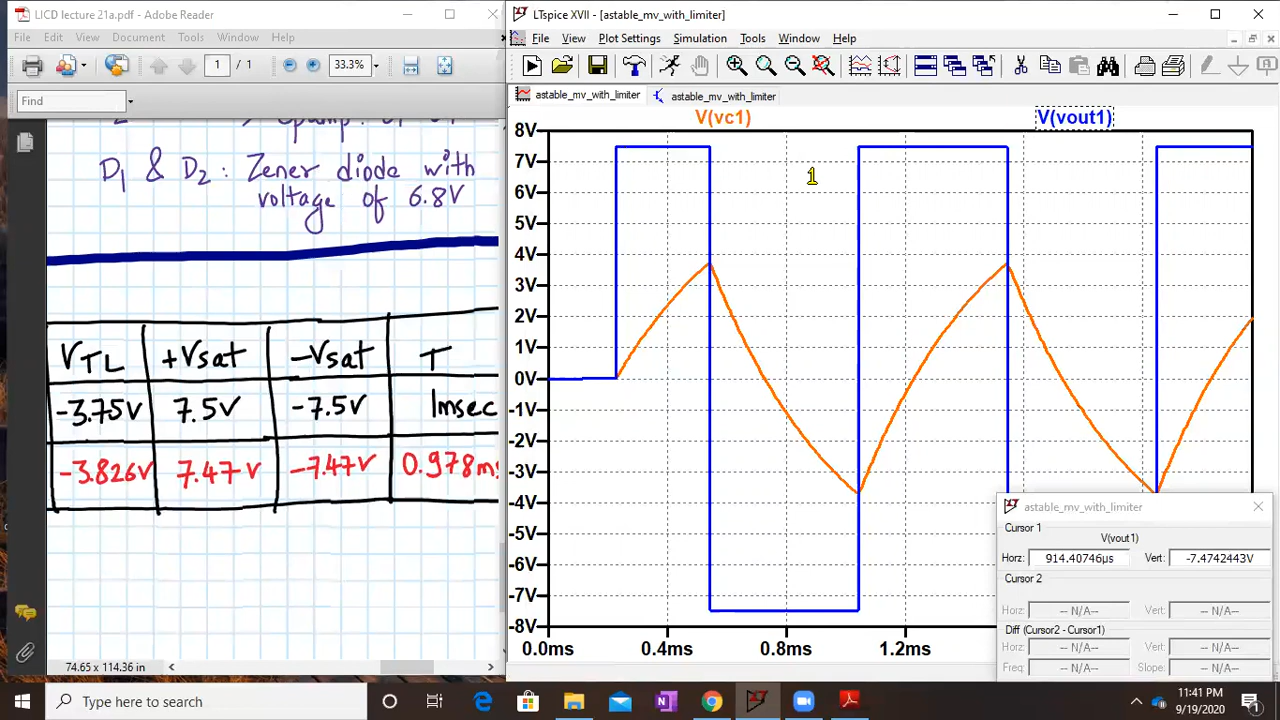 LICD lecture 21a.pdf - Adobe Reader
File Edit View Document Tools Window Help
1 / 1 33.3%
Find
D1 & D2 : Zener diode with
voltage of 6.8V
VTL +Vsat -Vsat T
-3.75V 7.5V -7.5V 1msec
-3.826V 7.47V -7.47V 0.978ms
74.65 x 114.36 in
LTspice XVII - [astable_mv_with_limiter]
File View Plot Settings Simulation Tools Window Help
astable_mv_with_limiter astable_mv_with_limiter
V(vc1) V(vout1)
8V
7V
6V
5V
4V
3V
2V
1V
0V
-1V
-2V
-3V
-4V
-5V
-6V
-7V
-8V
0.0ms 0.4ms 0.8ms 1.2ms
1
astable_mv_with_limiter
Cursor 1
V(vout1)
Horz: 914.40746µs Vert: -7.4742443V
Cursor 2
Horz: -- N/A-- Vert: -- N/A--
Diff (Cursor2 - Cursor1)
Horz: -- N/A-- Vert: -- N/A--
Freq: -- N/A-- Slope: -- N/A--
Type here to search
11:41 PM
9/19/2020